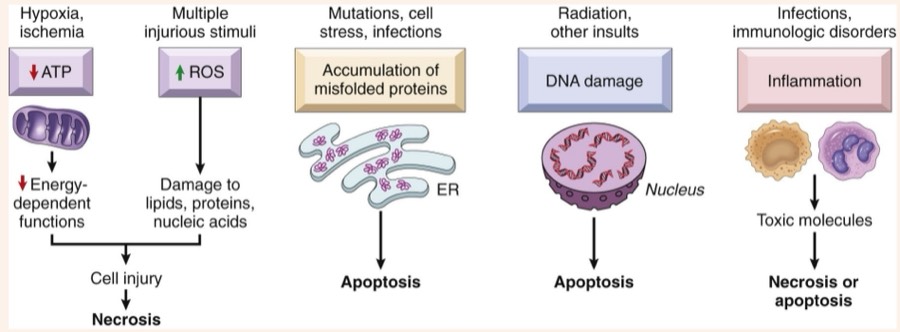 Hypoxia,
ischemia
↓ATP
↓Energy-
dependent
functions
Multiple
injurious stimuli
↑ROS
Damage to
lipids, proteins,
nucleic acids
Cell injury
Necrosis
Mutations, cell
stress, infections
Accumulation of
misfolded proteins
ER
Apoptosis
Radiation,
other insults
DNA damage
Nucleus
Apoptosis
Infections,
immunologic disorders
Inflammation
Toxic molecules
Necrosis or
apoptosis